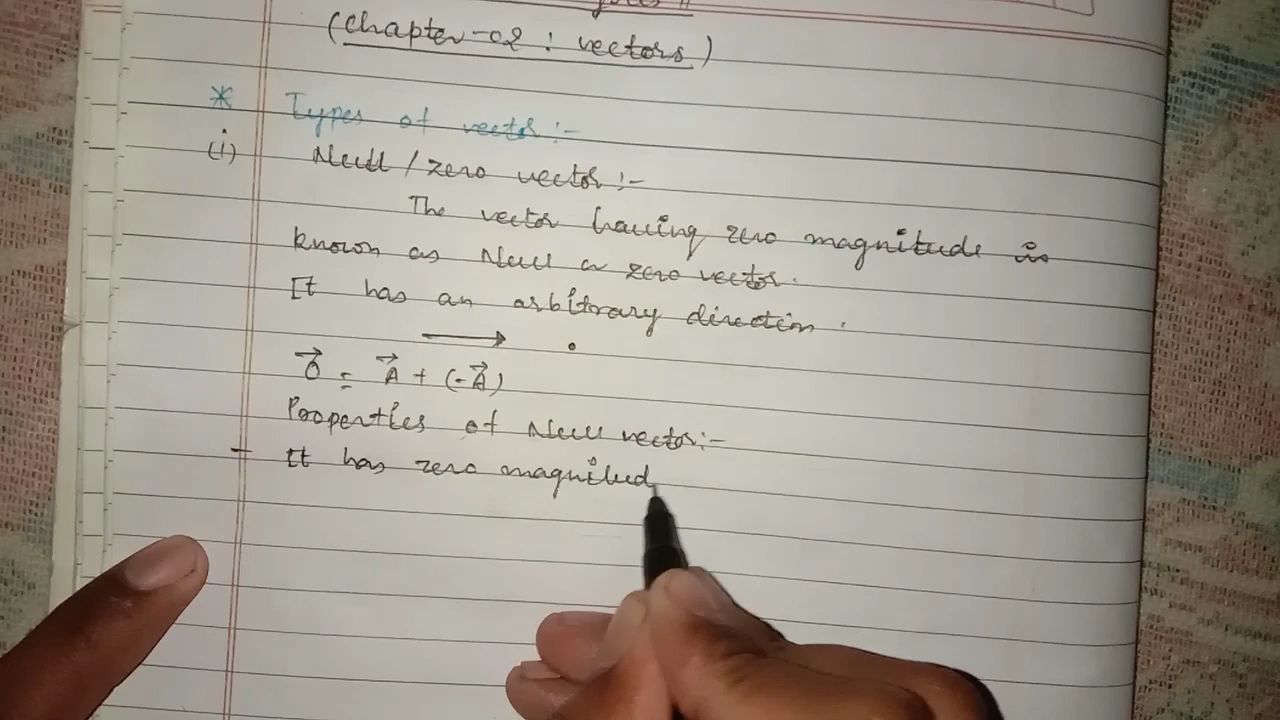 (Chapter-02 : vectors)
* Types of vector:-
(i) Null / zero vector:-
The vector having zero magnitude is
known as Null or zero vector.
It has an arbitrary direction.
→ .
0⃗ = A⃗ + (-A⃗)
Properties of Null vector:-
- It has zero magnitud